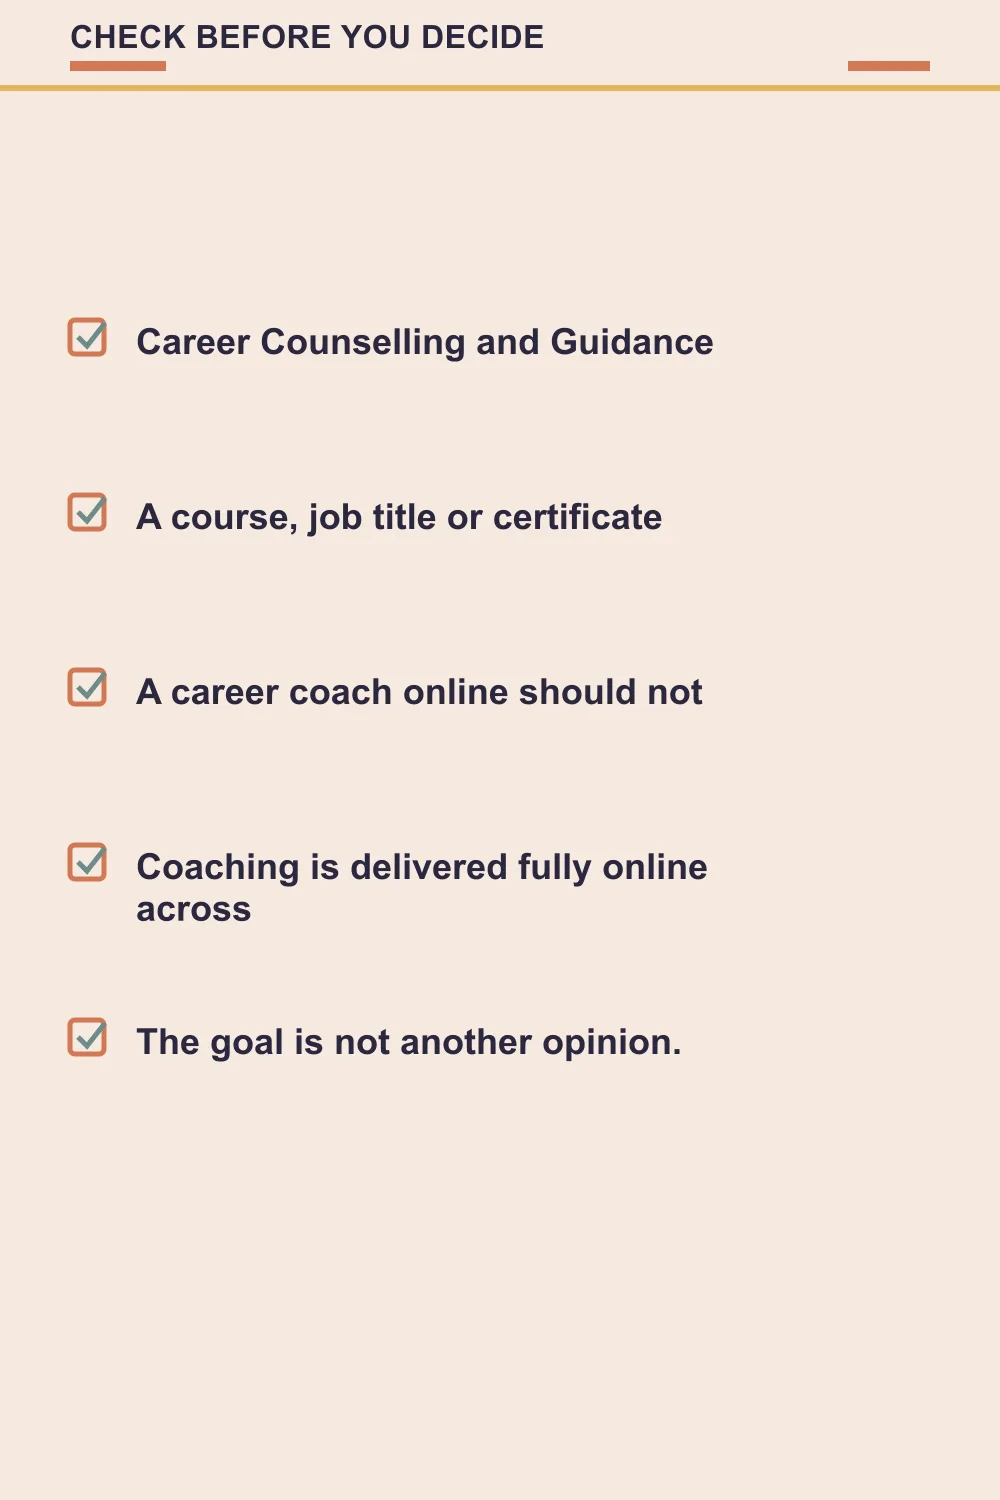 CHECK BEFORE YOU DECIDE
Career Counselling and Guidance
A course, job title or certificate
A career coach online should not
Coaching is delivered fully online
across
The goal is not another opinion.